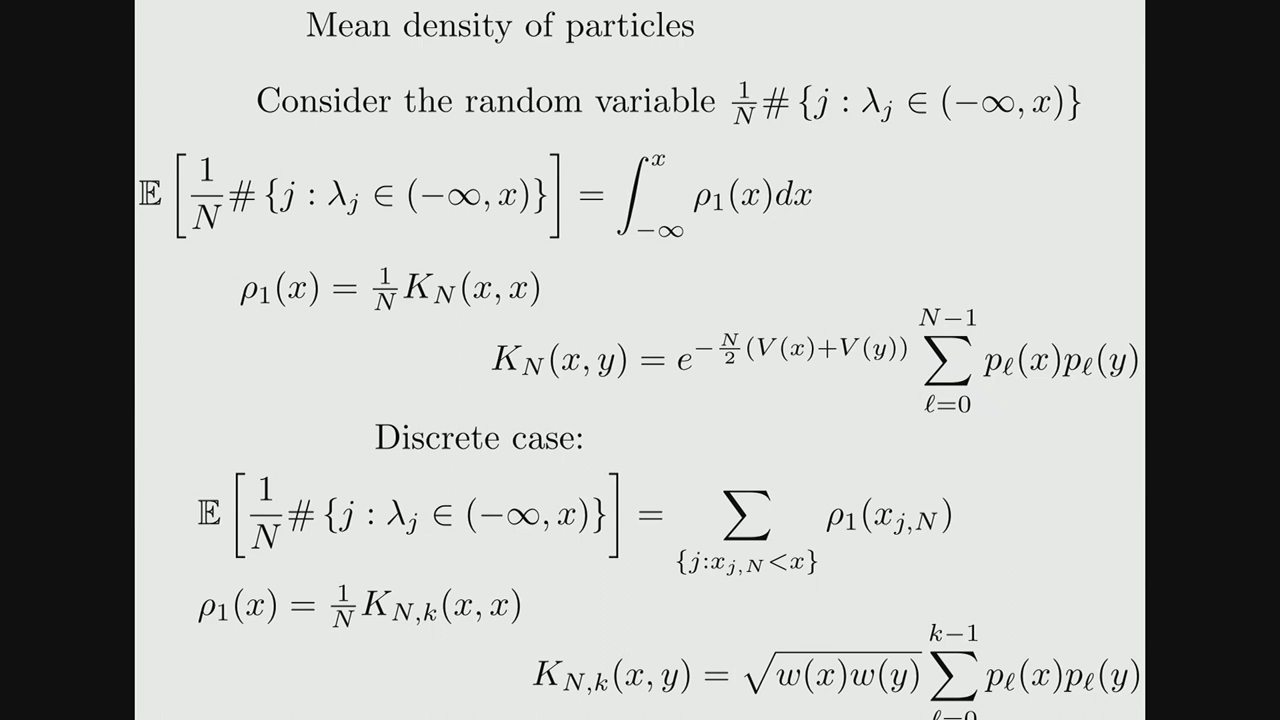 Mean density of particles
Consider the random variable $\frac{1}{N}\#\{j : \lambda_j \in (-\infty, x)\}$
$\mathbb{E}\left[\frac{1}{N}\#\{j : \lambda_j \in (-\infty, x)\}\right] = \int_{-\infty}^{x} \rho_1(x)dx$
$\rho_1(x) = \frac{1}{N}K_N(x, x)$
$K_N(x, y) = e^{-\frac{N}{2}(V(x)+V(y))} \sum_{\ell=0}^{N-1} p_\ell(x)p_\ell(y)$
Discrete case:
$\mathbb{E}\left[\frac{1}{N}\#\{j : \lambda_j \in (-\infty, x)\}\right] = \sum_{\{j:x_{j,N}<x\}} \rho_1(x_{j,N})$
$\rho_1(x) = \frac{1}{N}K_{N,k}(x, x)$
$K_{N,k}(x, y) = \sqrt{w(x)w(y)} \sum_{\ell=0}^{k-1} p_\ell(x)p_\ell(y)$